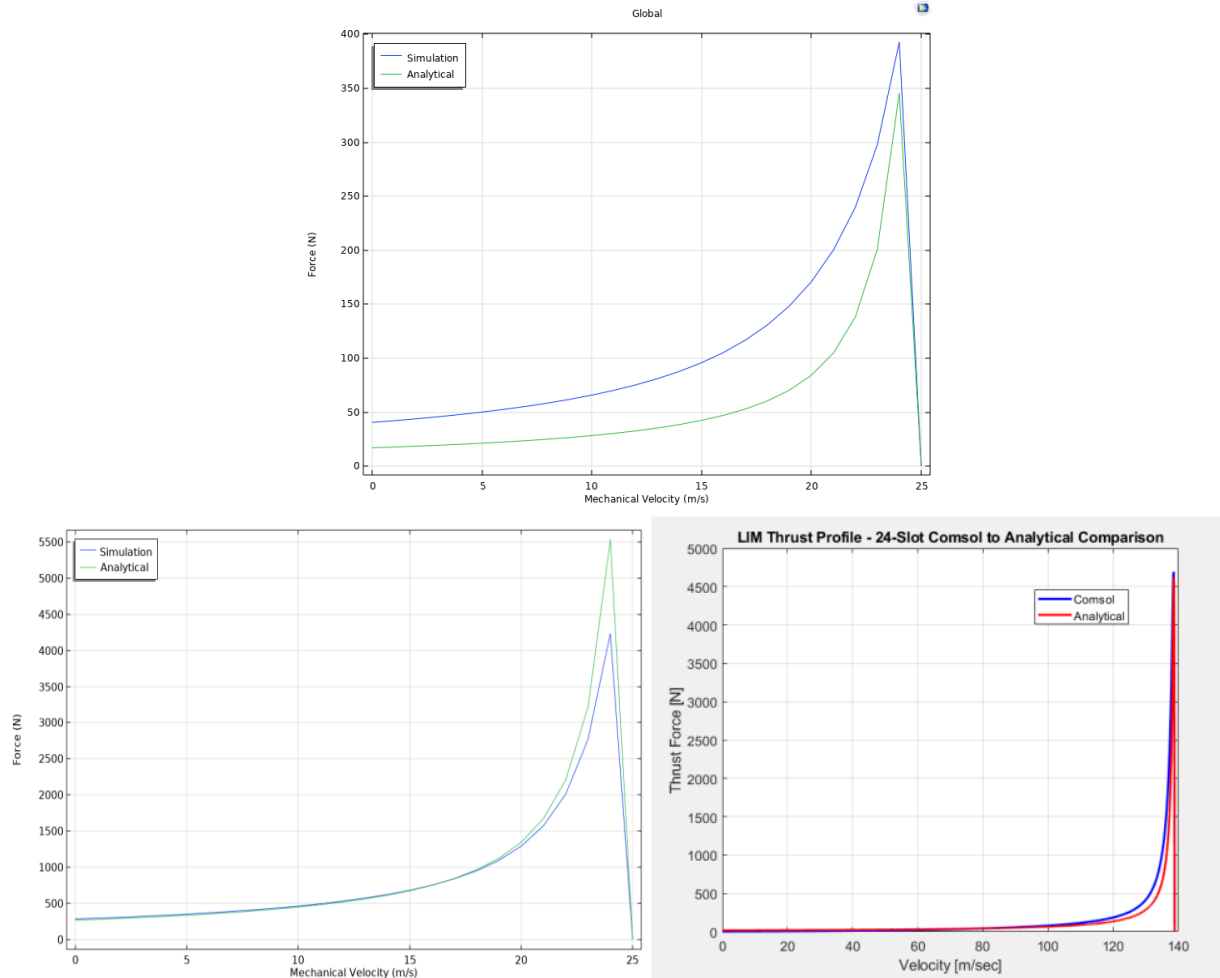 Global
400
350
300
250
200
150
100
50
0
Force (N)
Simulation
Analytical
0 5 10 15 20 25
Mechanical Velocity (m/s)
5500
5000
4500
4000
3500
3000
2500
2000
1500
1000
500
0
Force (N)
Simulation
Analytical
0 5 10 15 20 25
Mechanical Velocity (m/s)
LIM Thrust Profile - 24-Slot Comsol to Analytical Comparison
5000
4500
4000
3500
3000
2500
2000
1500
1000
500
0
Thrust Force [N]
Comsol
Analytical
0 20 40 60 80 100 120 140
Velocity [m/sec]